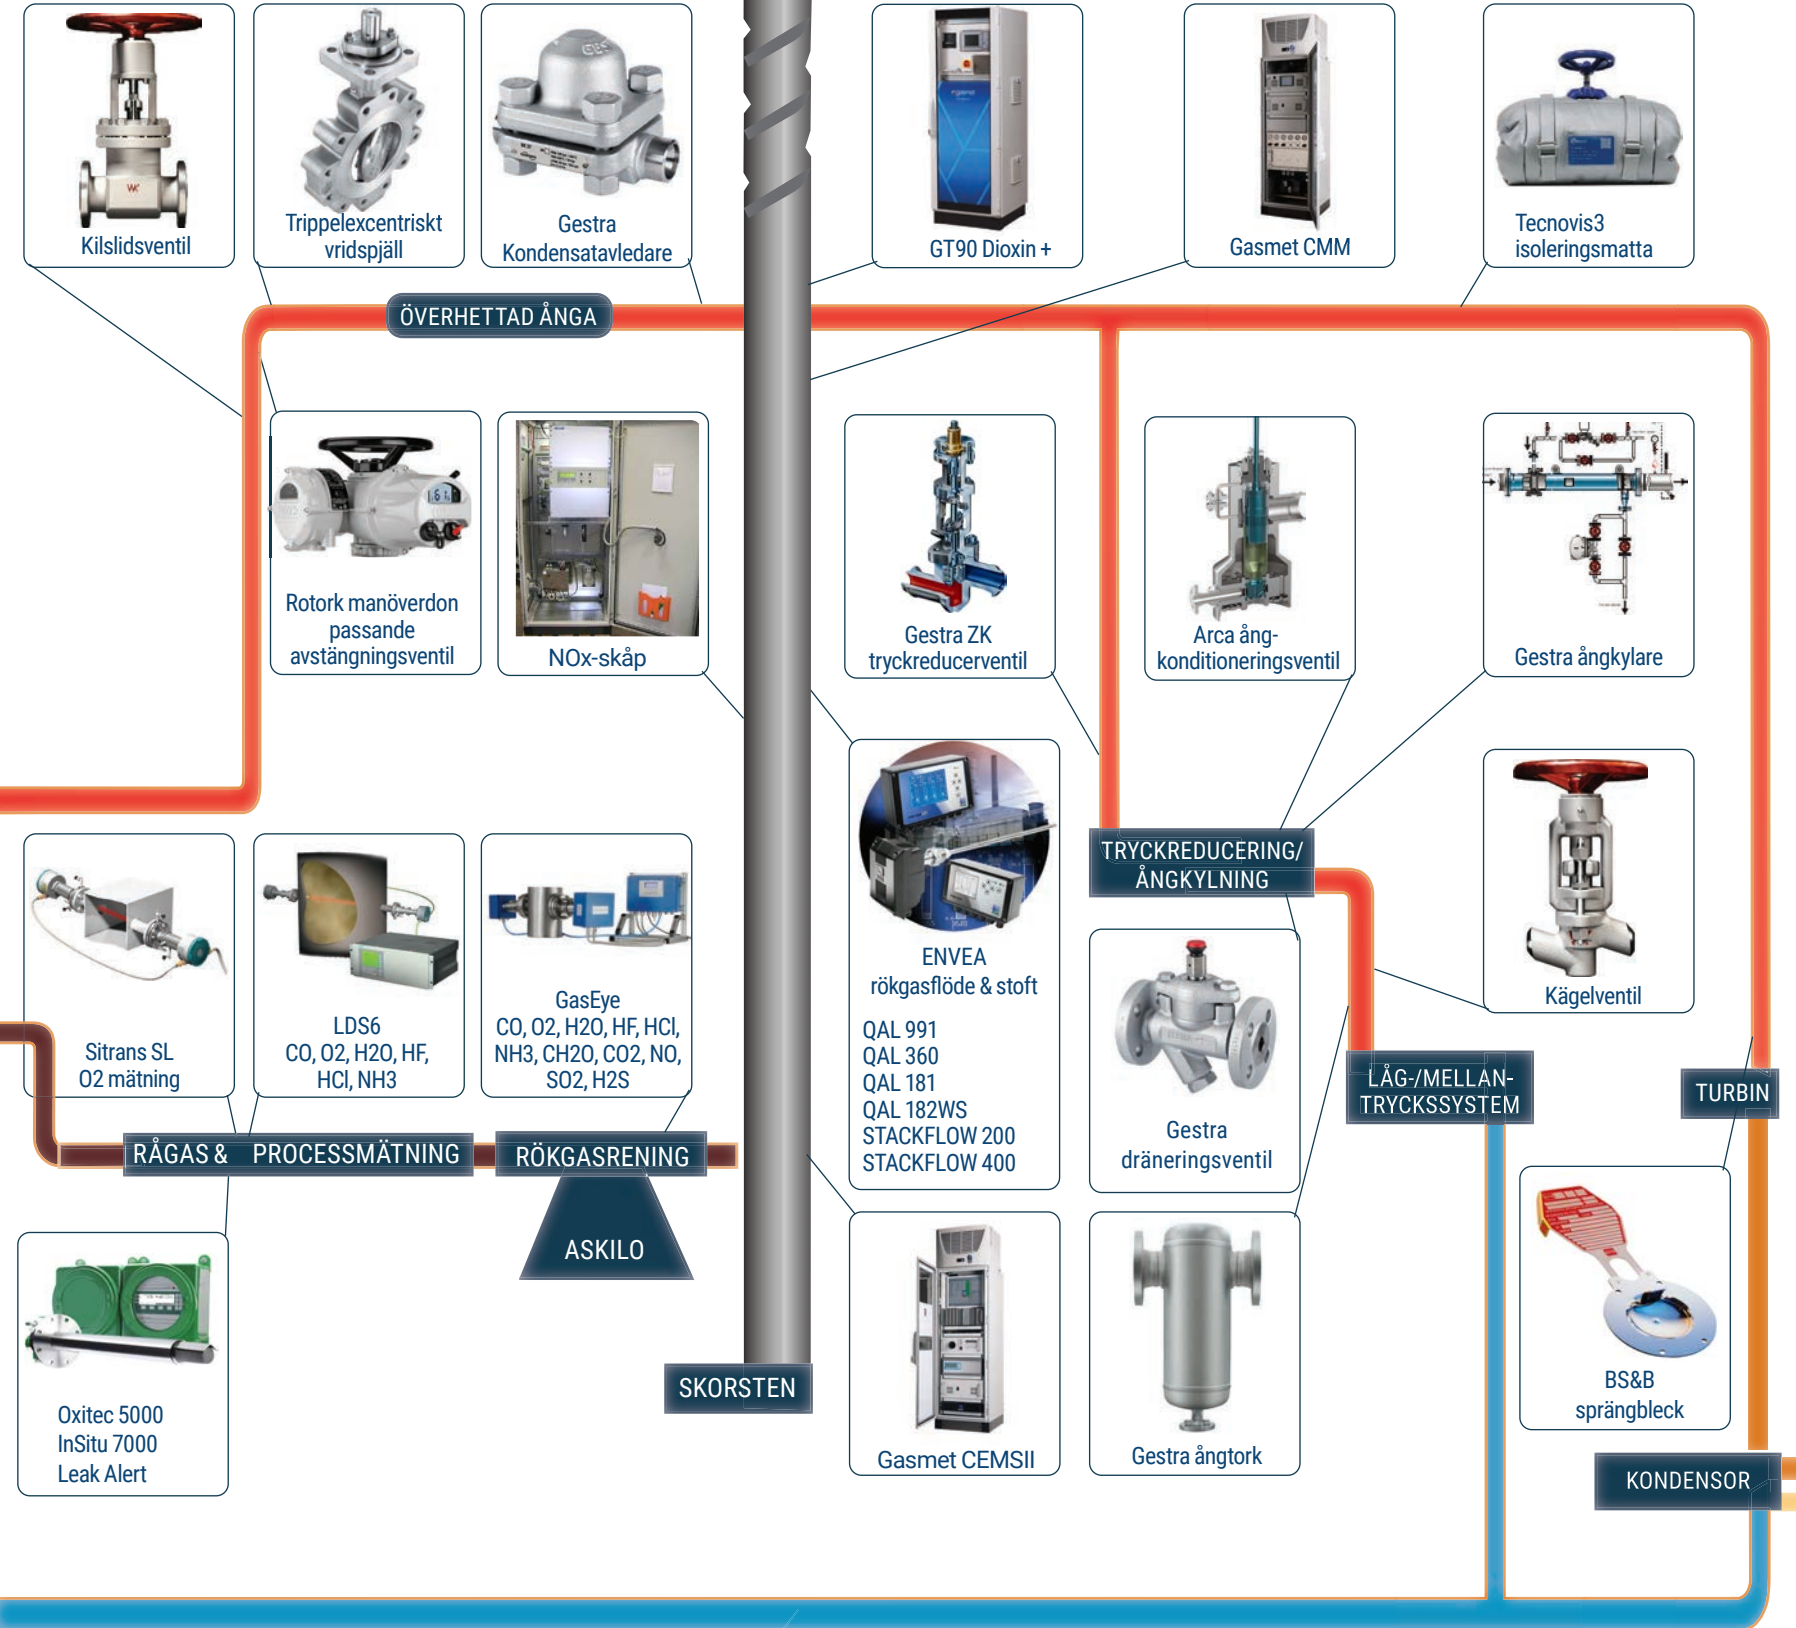 Kilslidsventil
Trippelexcentriskt
vridspjäll
Gestra
Kondensatavledare
GT90 Dioxin +
Gasmet CMM
Tecnovis3
isoleringsmatta
ÖVERHETTAD ÅNGA
Rotork manöverdon
passande
avstängningsventil
NOx-skåp
Gestra ZK
tryckreducerventil
Arca ång-
konditioneringsventil
Gestra ångkylare
TRYCKREDUCERING/
ÅNGKYLNING
Kägelventil
Sitrans SL
O2 mätning
LDS6
CO, O2, H2O, HF,
HCl, NH3
GasEye
CO, O2, H2O, HF, HCl,
NH3, CH2O, CO2, NO,
SO2, H2S
ENVEA
rökgasflöde & stoft
QAL 991
QAL 360
QAL 181
QAL 182WS
STACKFLOW 200
STACKFLOW 400
Gestra
dräneringsventil
LÅG-/MELLAN-
TRYCKSSYSTEM
TURBIN
RÅGAS & PROCESSMÄTNING
RÖKGASRENING
ASKILO
Oxitec 5000
InSitu 7000
Leak Alert
SKORSTEN
Gasmet CEMSII
Gestra ångtork
BS&B
sprängbleck
KONDENSOR